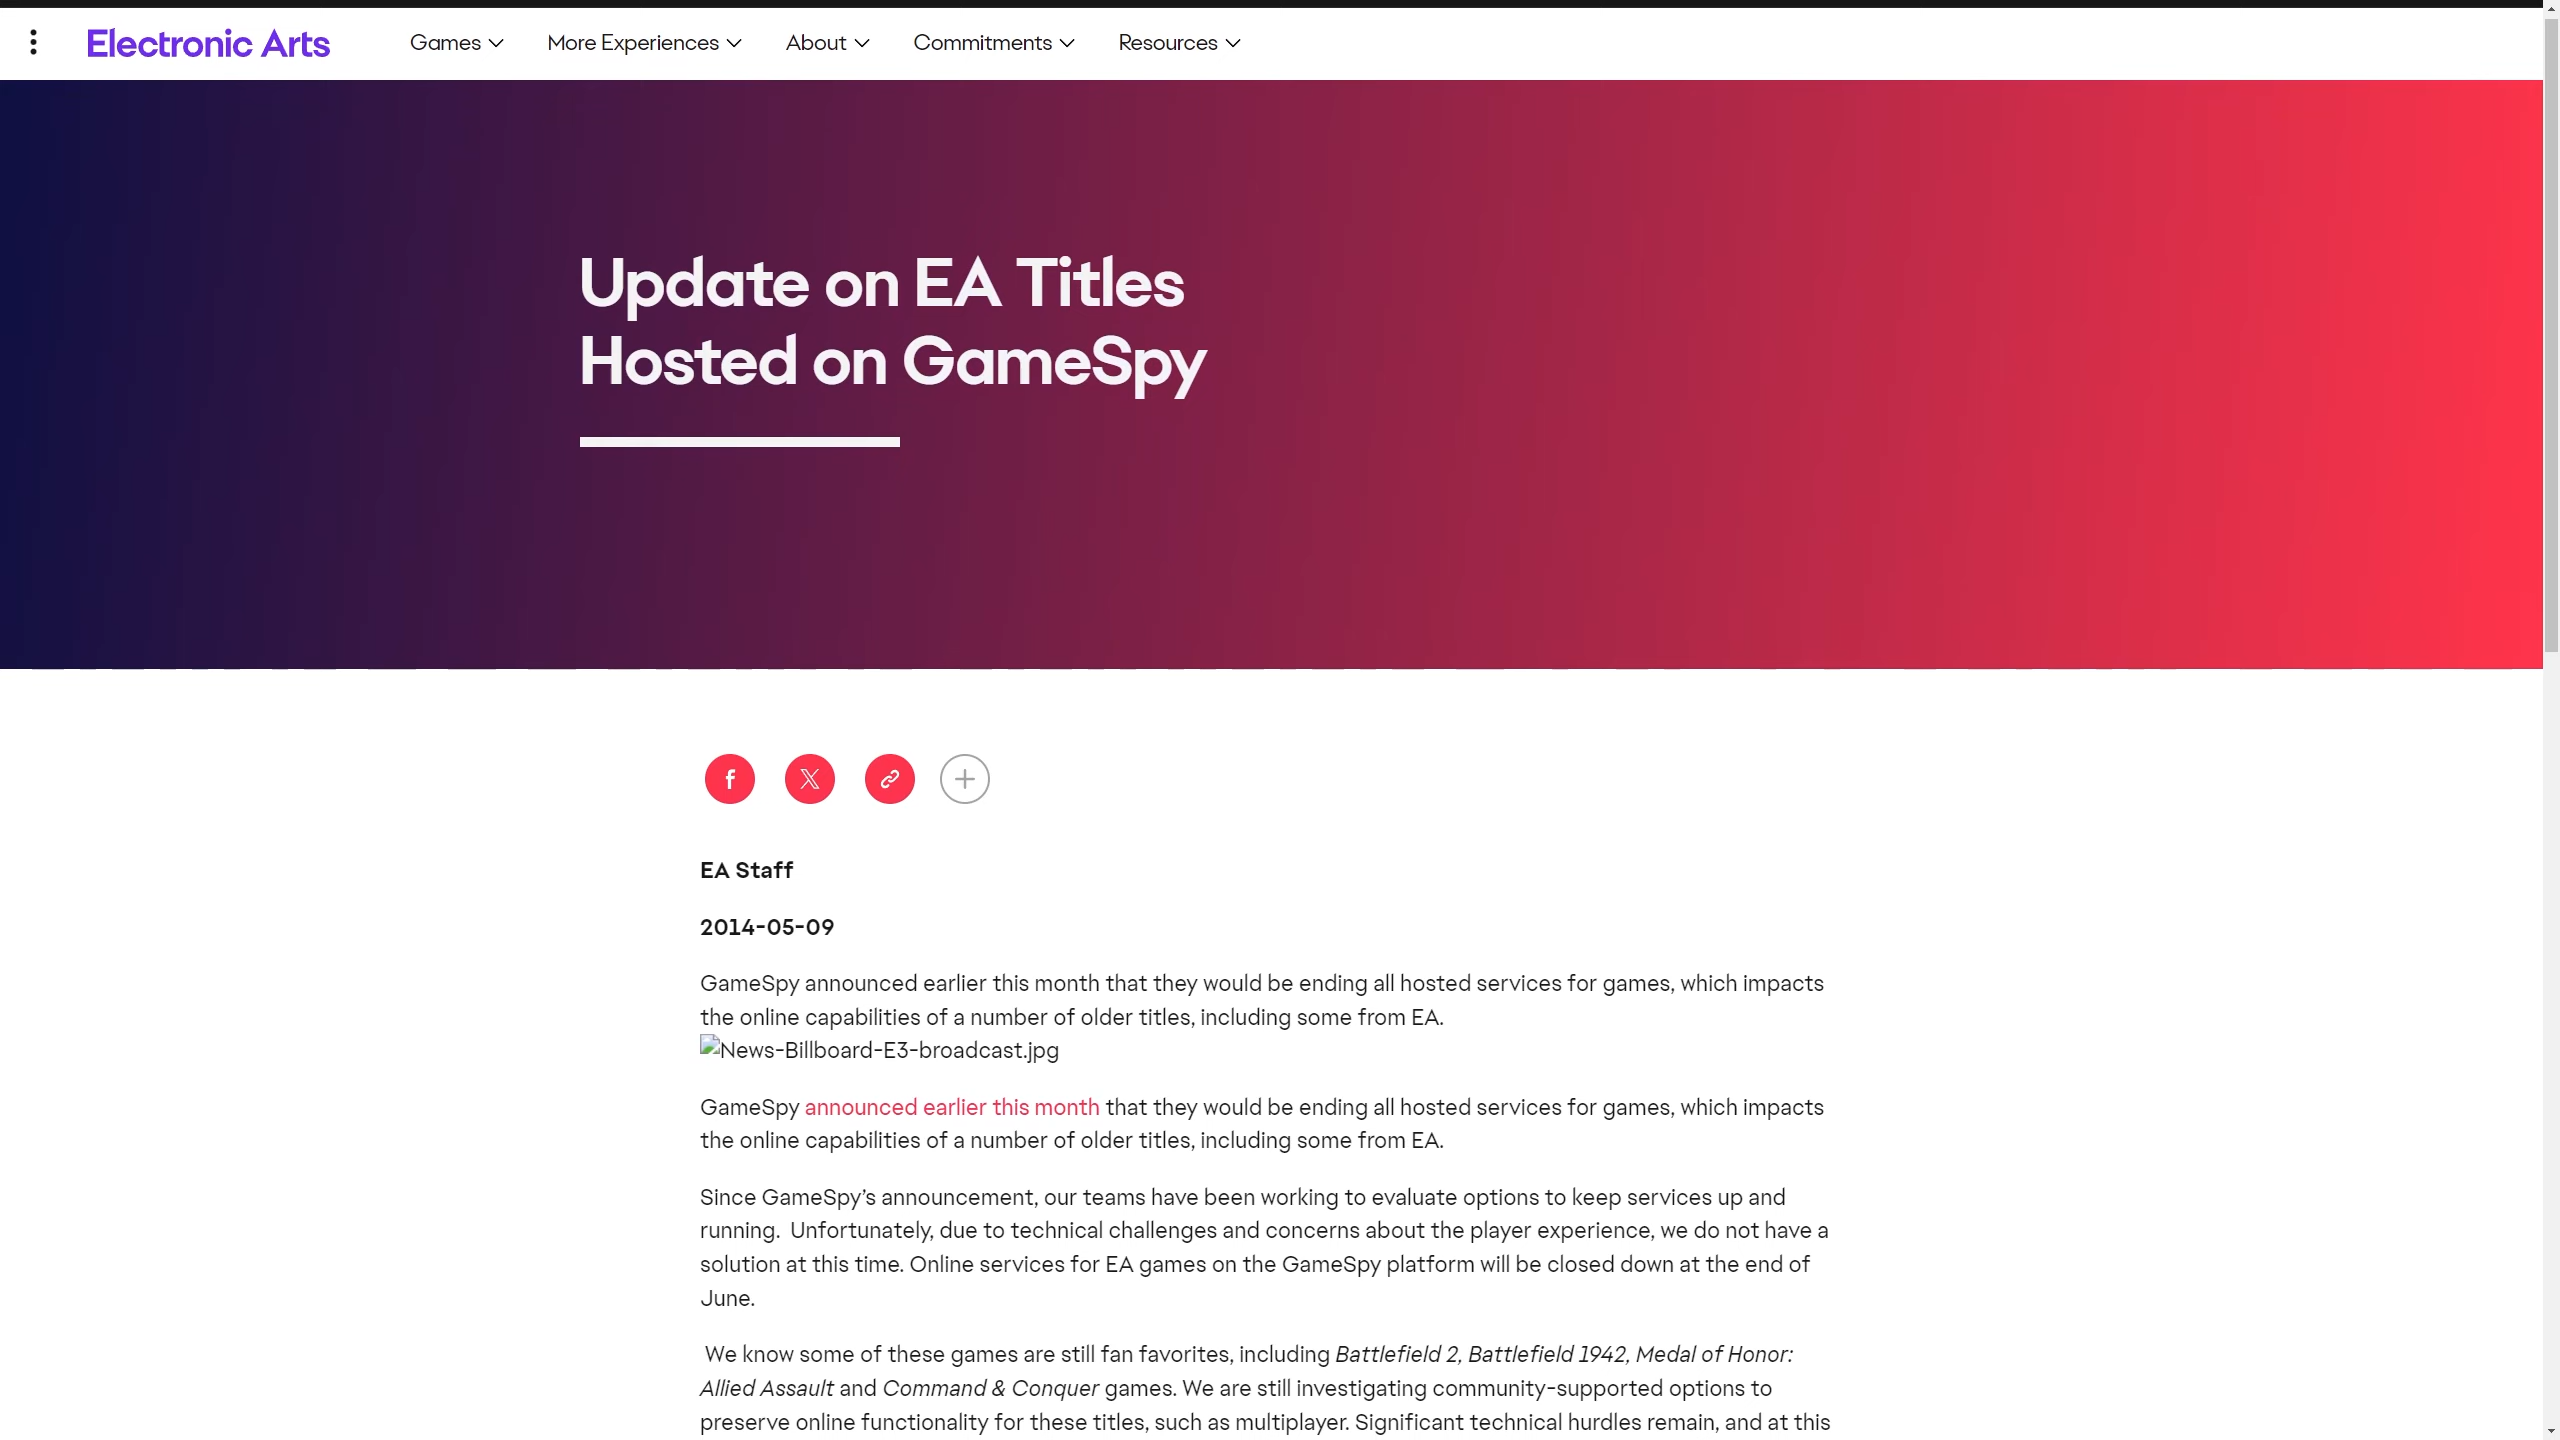 Electronic Arts
Games
More Experiences
About
Commitments
Resources
Update on EA Titles
Hosted on GameSpy
EA Staff
2014-05-09
GameSpy announced earlier this month that they would be ending all hosted services for games, which impacts
the online capabilities of a number of older titles, including some from EA.
News-Billboard-E3-broadcast.jpg
GameSpy announced earlier this month that they would be ending all hosted services for games, which impacts
the online capabilities of a number of older titles, including some from EA.
Since GameSpy’s announcement, our teams have been working to evaluate options to keep services up and
running.  Unfortunately, due to technical challenges and concerns about the player experience, we do not have a
solution at this time. Online services for EA games on the GameSpy platform will be closed down at the end of
June.
We know some of these games are still fan favorites, including Battlefield 2, Battlefield 1942, Medal of Honor:
Allied Assault and Command & Conquer games. We are still investigating community-supported options to
preserve online functionality for these titles, such as multiplayer. Significant technical hurdles remain, and at this